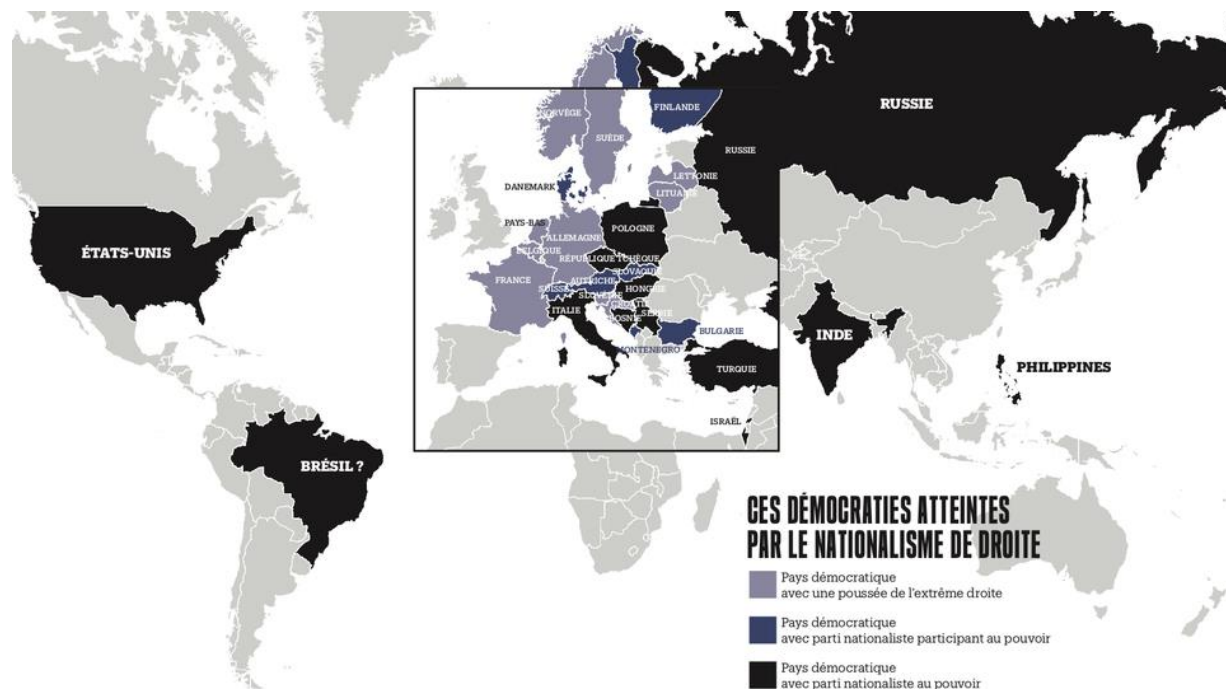 RUSSIE
FINLANDE
NORVÈGE
SUÈDE
RUSSIE
LETTONIE
LITUANIE
DANEMARK
PAYS-BAS
POLOGNE
ALLEMAGNE
BELGIQUE
RÉPUBLIQUE TCHÈQUE
SLOVAQUIE
FRANCE
AUTRICHE
SUISSE
HONGRIE
SLOVÉNIE
CROATIE
ITALIE
BOSNIE
SERBIE
BULGARIE
MONTENEGRO
TURQUIE
ISRAËL
ÉTATS-UNIS
INDE
PHILIPPINES
BRÉSIL ?
CES DÉMOCRATIES ATTEINTES
PAR LE NATIONALISME DE DROITE
Pays démocratique
avec une poussée de l'extrême droite
Pays démocratique
avec parti nationaliste participant au pouvoir
Pays démocratique
avec parti nationaliste au pouvoir